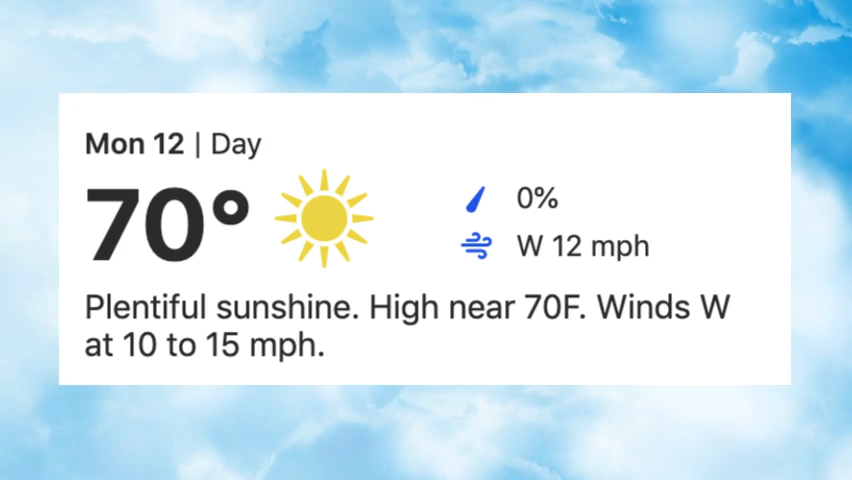 Mon 12 | Day
70°
0%
W 12 mph
Plentiful sunshine. High near 70F. Winds W
at 10 to 15 mph.